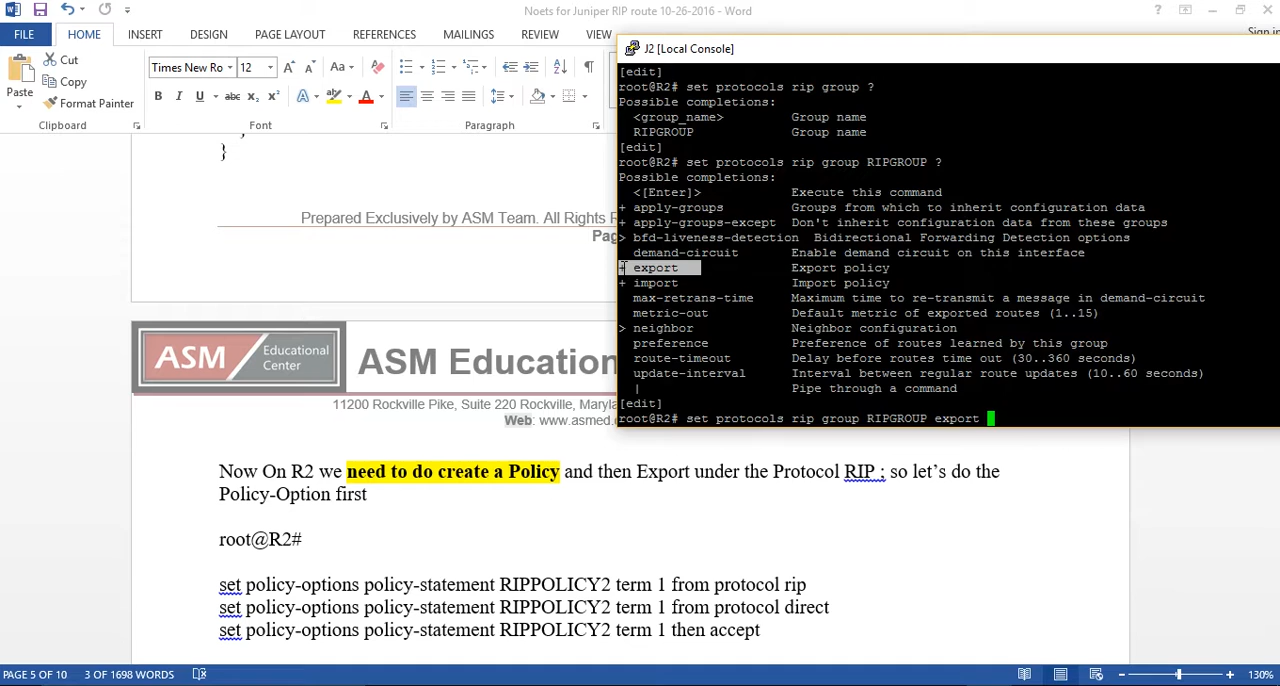 Noets for Juniper RIP route 10-26-2016 - Word
FILE HOME INSERT DESIGN PAGE LAYOUT REFERENCES MAILINGS REVIEW VIEW
Sign in
Paste
Cut
Copy
Format Painter
Clipboard
Times New Ro 12
Font
Paragraph
}
Prepared Exclusively by ASM Team. All Rights
ASM Educational Center
ASM Education
11200 Rockville Pike, Suite 220 Rockville, Maryla
Web: www.asmed.c
Now On R2 we need to do create a Policy and then Export under the Protocol RIP ; so let’s do the
Policy-Option first
root@R2#
set policy-options policy-statement RIPPOLICY2 term 1 from protocol rip
set policy-options policy-statement RIPPOLICY2 term 1 from protocol direct
set policy-options policy-statement RIPPOLICY2 term 1 then accept
J2 [Local Console]
[edit]
root@R2# set protocols rip group ?
Possible completions:
<group_name> Group name
RIPGROUP Group name
[edit]
root@R2# set protocols rip group RIPGROUP ?
Possible completions:
<[Enter]> Execute this command
+ apply-groups Groups from which to inherit configuration data
+ apply-groups-except Don't inherit configuration data from these groups
> bfd-liveness-detection Bidirectional Forwarding Detection options
demand-circuit Enable demand circuit on this interface
+ export Export policy
+ import Import policy
max-retrans-time Maximum time to re-transmit a message in demand-circuit
metric-out Default metric of exported routes (1..15)
> neighbor Neighbor configuration
preference Preference of routes learned by this group
route-timeout Delay before routes time out (30..360 seconds)
update-interval Interval between regular route updates (10..60 seconds)
| Pipe through a command
[edit]
root@R2# set protocols rip group RIPGROUP export
PAGE 5 OF 10 3 OF 1698 WORDS
130%